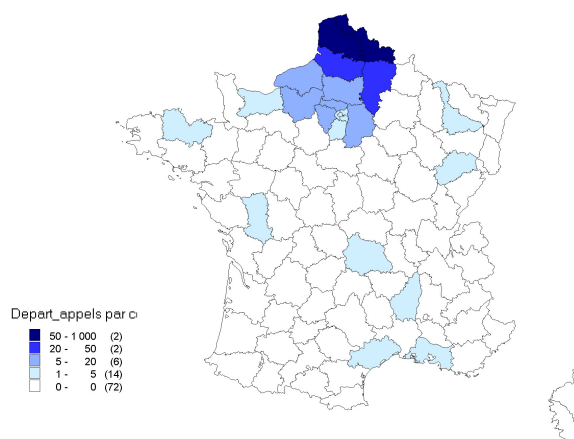 Depart_appels par
50 - 1 000 (2)
20 - 50 (2)
5 - 20 (6)
1 - 5 (14)
0 - 0 (72)